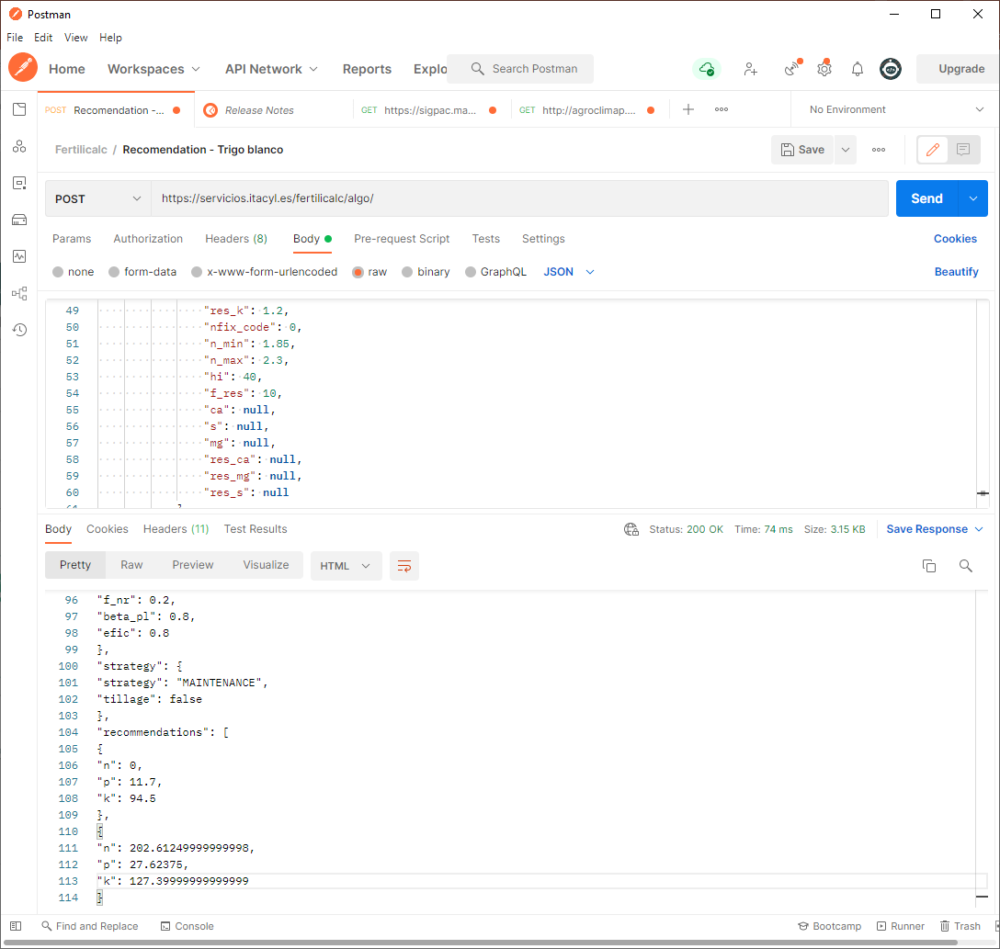 Postman
File Edit View Help
Home Workspaces API Network Reports Explo Search Postman Upgrade
POST Recomendation -... Release Notes GET https://sigpac.ma... GET http://agroclimap.... No Environment
Fertilicalc / Recomendation - Trigo blanco Save
POST https://servicios.itacyl.es/fertilicalc/algo/ Send
Params Authorization Headers (8) Body Pre-request Script Tests Settings Cookies
none form-data x-www-form-urlencoded raw binary GraphQL JSON Beautify
49 "res_k": 1.2,
50 "nfix_code": 0,
51 "n_min": 1.85,
52 "n_max": 2.3,
53 "hi": 40,
54 "f_res": 10,
55 "ca": null,
56 "s": null,
57 "mg": null,
58 "res_ca": null,
59 "res_mg": null,
60 "res_s": null
Body Cookies Headers (11) Test Results Status: 200 OK Time: 74 ms Size: 3.15 KB Save Response
Pretty Raw Preview Visualize HTML
96 "f_nr": 0.2,
97 "beta_pl": 0.8,
98 "efic": 0.8
99 },
100 "strategy": {
101 "strategy": "MAINTENANCE",
102 "tillage": false
103 },
104 "recommendations": [
105 {
106 "n": 0,
107 "p": 11.7,
108 "k": 94.5
109 },
110 {
111 "n": 202.61249999999998,
112 "p": 27.62375,
113 "k": 127.39999999999999
114 }
Find and Replace Console Bootcamp Runner Trash